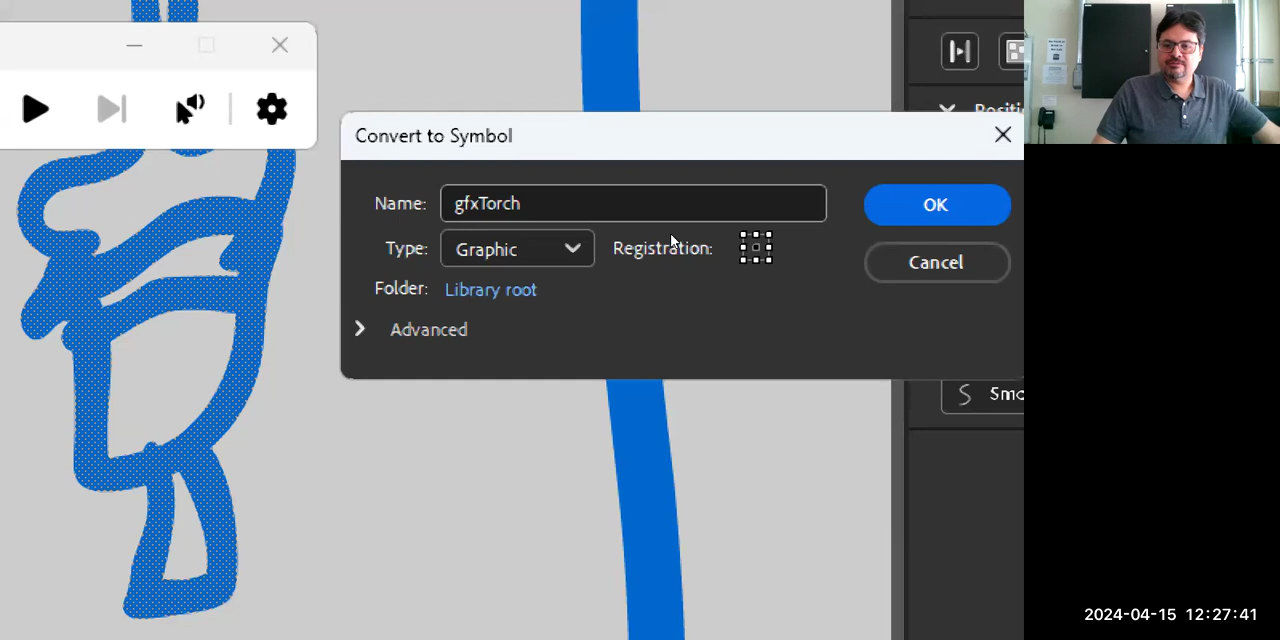 Convert to Symbol
Name: gfxTorch
OK
Type: Graphic
Registration:
Cancel
Folder: Library root
Advanced
Smo
2024-04-15 12:27:41